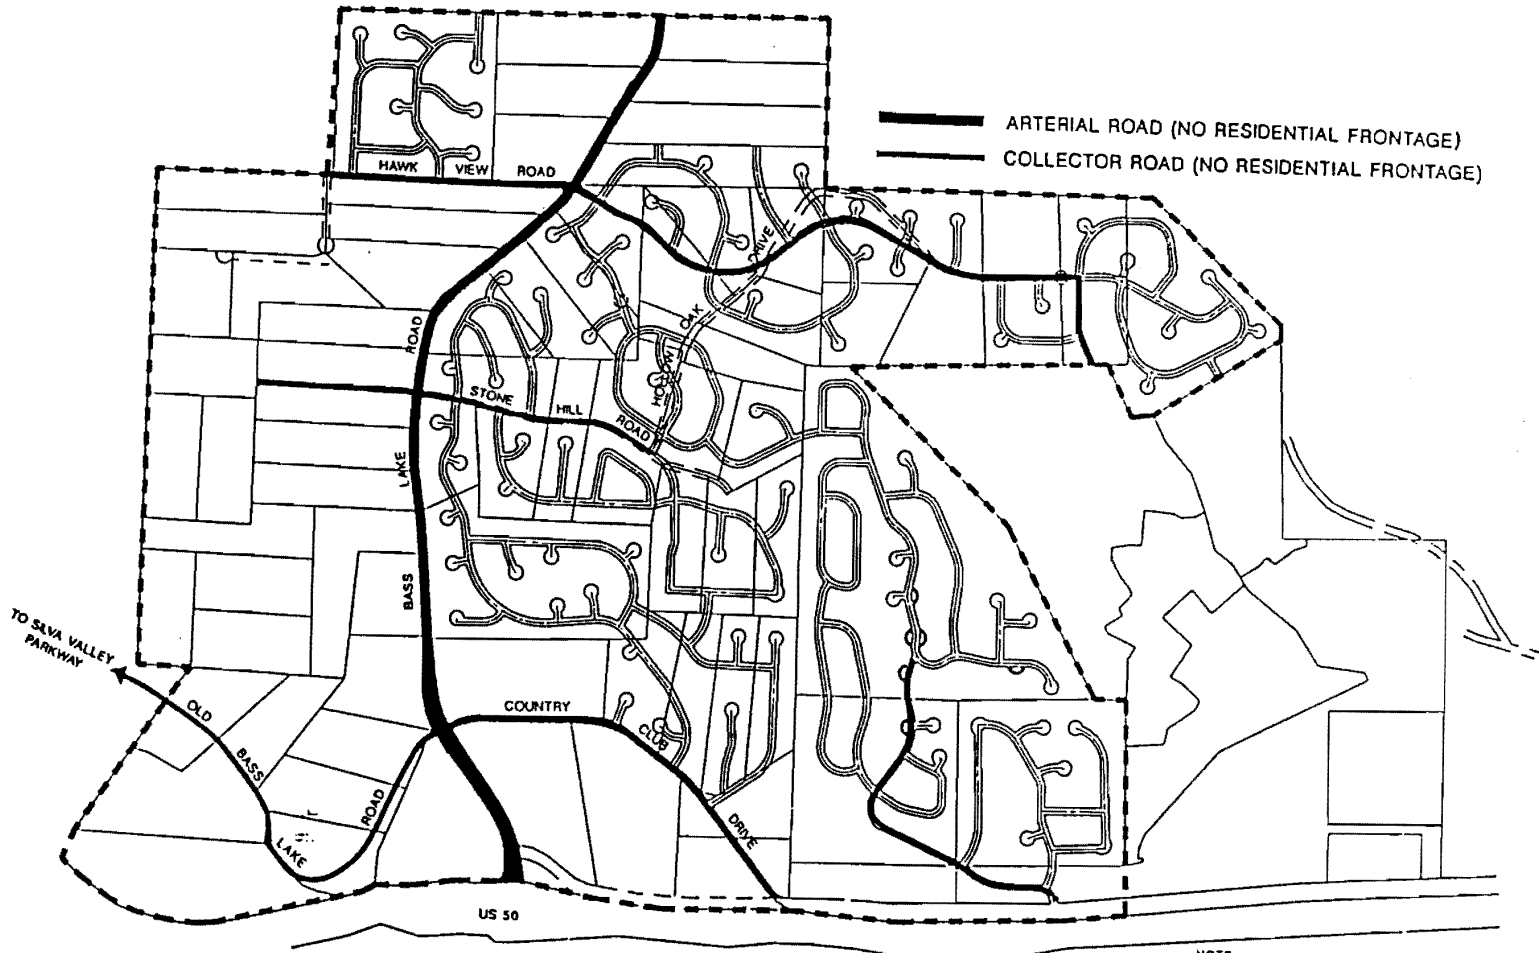 ARTERIAL ROAD (NO RESIDENTIAL FRONTAGE)
COLLECTOR ROAD (NO RESIDENTIAL FRONTAGE)
HAWK VIEW ROAD
HOLLOW OAK DRIVE
STONE HILL ROAD
BASS LAKE ROAD
TO SILVA VALLEY
PARKWAY
OLD BASS LAKE ROAD
COUNTRY CLUB DRIVE
US 50